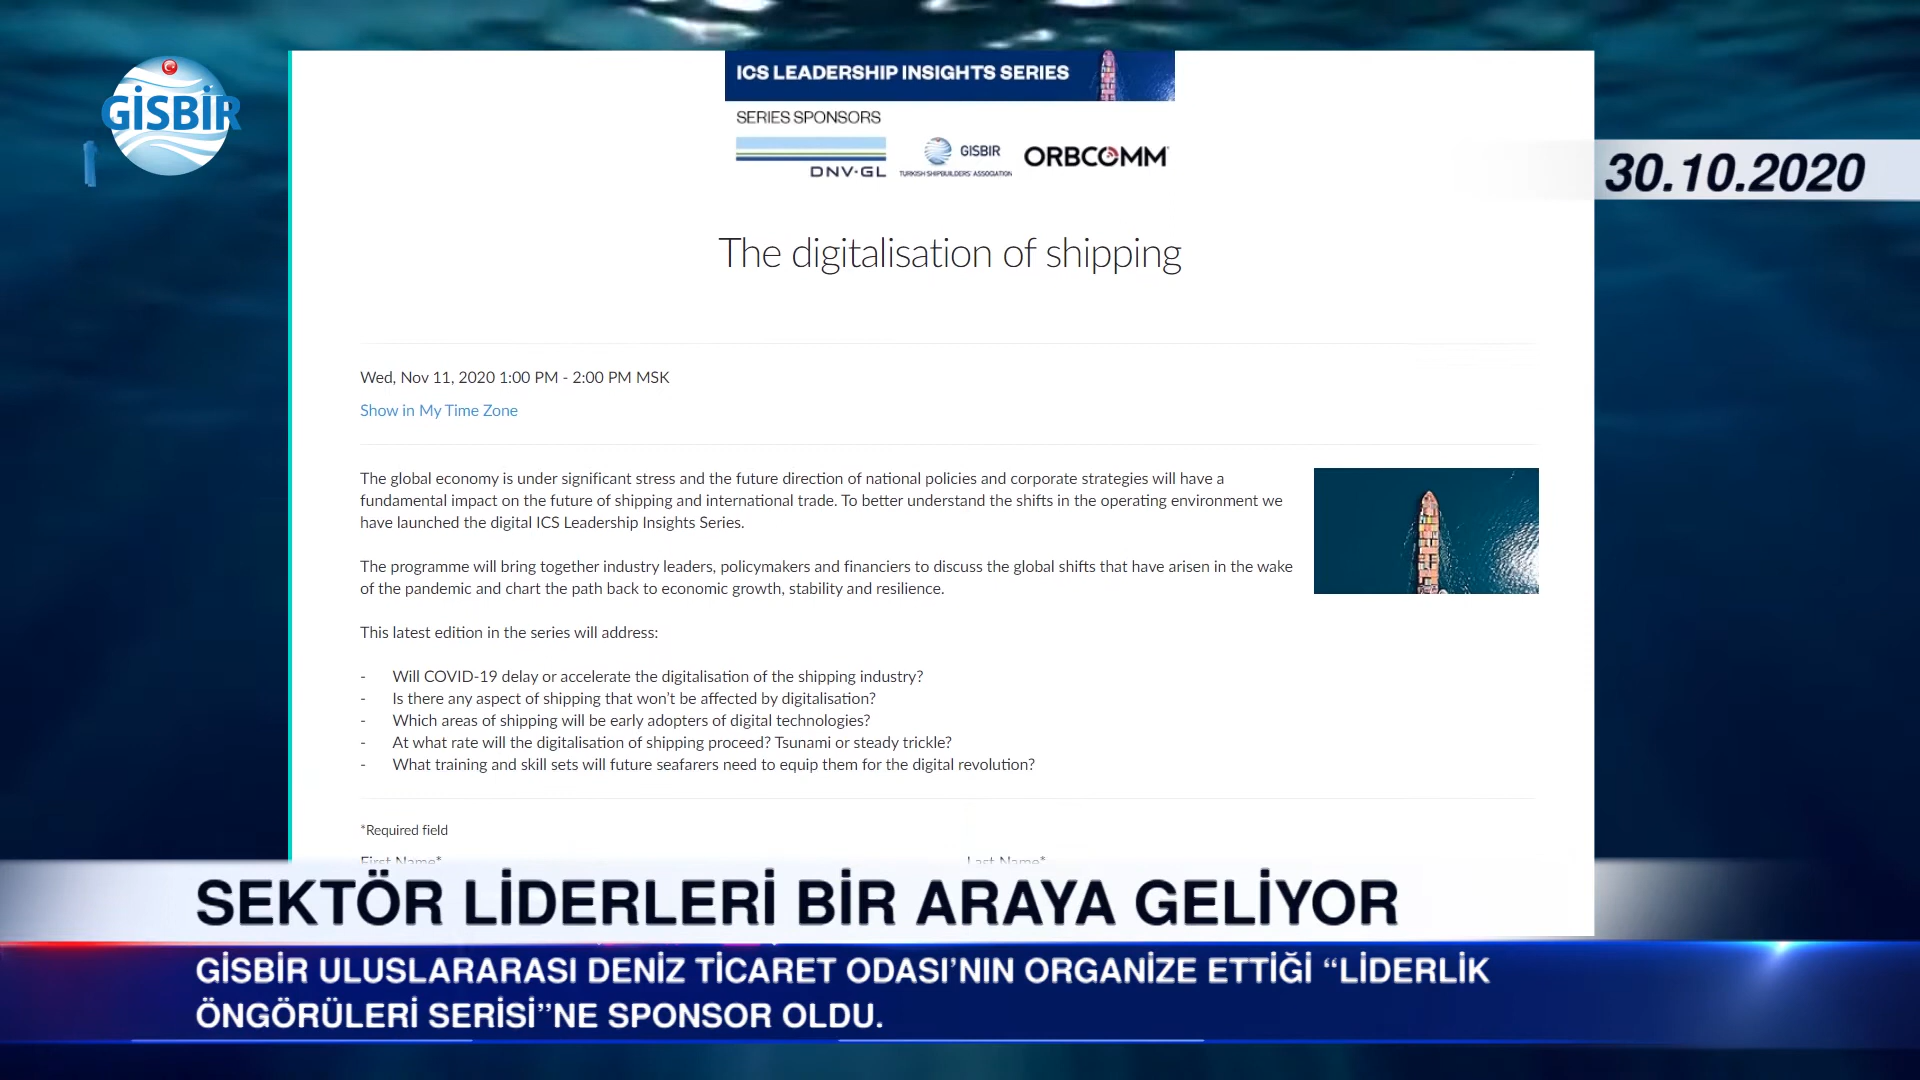 GİSBİR
ICS LEADERSHIP INSIGHTS SERIES
SERIES SPONSORS
DNV·GL
GISBIR
TURKISH SHIPBUILDERS' ASSOCIATION
ORBCOMM
30.10.2020
The digitalisation of shipping
Wed, Nov 11, 2020 1:00 PM - 2:00 PM MSK
Show in My Time Zone
The global economy is under significant stress and the future direction of national policies and corporate strategies will have a
fundamental impact on the future of shipping and international trade. To better understand the shifts in the operating environment we
have launched the digital ICS Leadership Insights Series.
The programme will bring together industry leaders, policymakers and financiers to discuss the global shifts that have arisen in the wake
of the pandemic and chart the path back to economic growth, stability and resilience.
This latest edition in the series will address:
- Will COVID-19 delay or accelerate the digitalisation of the shipping industry?
- Is there any aspect of shipping that won't be affected by digitalisation?
- Which areas of shipping will be early adopters of digital technologies?
- At what rate will the digitalisation of shipping proceed? Tsunami or steady trickle?
- What training and skill sets will future seafarers need to equip them for the digital revolution?
*Required field
First Name*
Last Name*
SEKTÖR LİDERLERİ BİR ARAYA GELİYOR
GİSBİR ULUSLARARASI DENİZ TİCARET ODASI'NIN ORGANİZE ETTİĞİ “LİDERLİK
ÖNGÖRÜLERİ SERİSİ”NE SPONSOR OLDU.